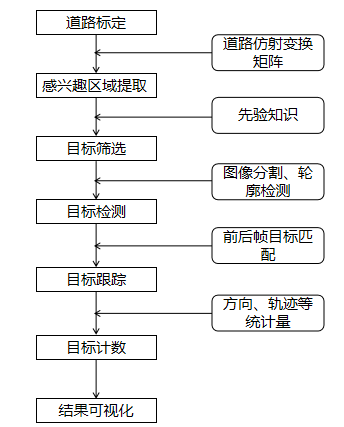 道路标定
道路仿射变换
矩阵
感兴趣区域提取
先验知识
目标筛选
图像分割、轮
廓检测
目标检测
前后帧目标匹
配
目标跟踪
方向、轨迹等
统计量
目标计数
结果可视化